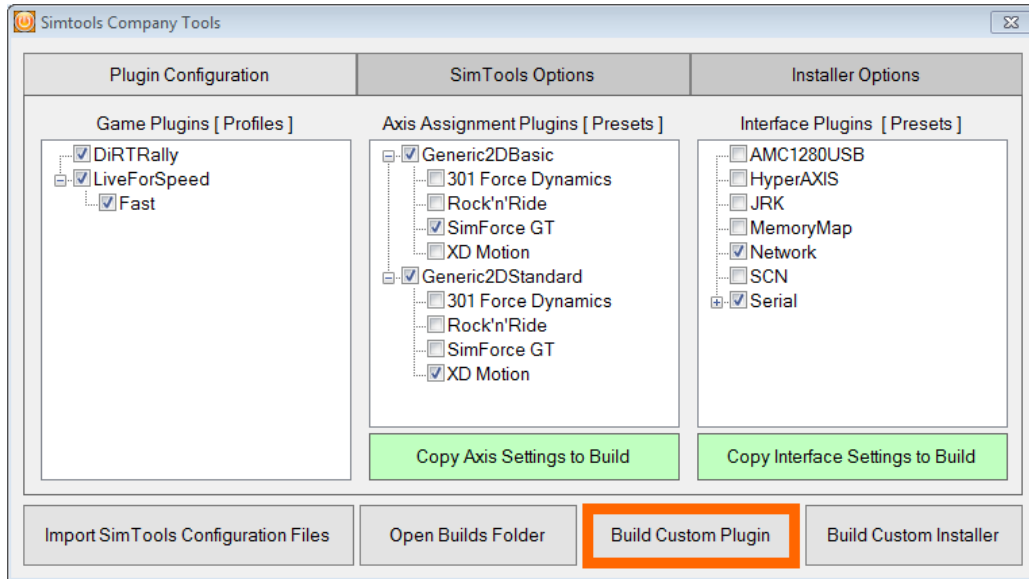 Simtools Company Tools
Plugin Configuration
SimTools Options
Installer Options
Game Plugins [ Profiles ]
DiRTRally
LiveForSpeed
Fast
Axis Assignment Plugins [ Presets ]
Generic2DBasic
301 Force Dynamics
Rock'n'Ride
SimForce GT
XD Motion
Generic2DStandard
301 Force Dynamics
Rock'n'Ride
SimForce GT
XD Motion
Copy Axis Settings to Build
Interface Plugins [ Presets ]
AMC1280USB
HyperAXIS
JRK
MemoryMap
Network
SCN
Serial
Copy Interface Settings to Build
Import SimTools Configuration Files
Open Builds Folder
Build Custom Plugin
Build Custom Installer